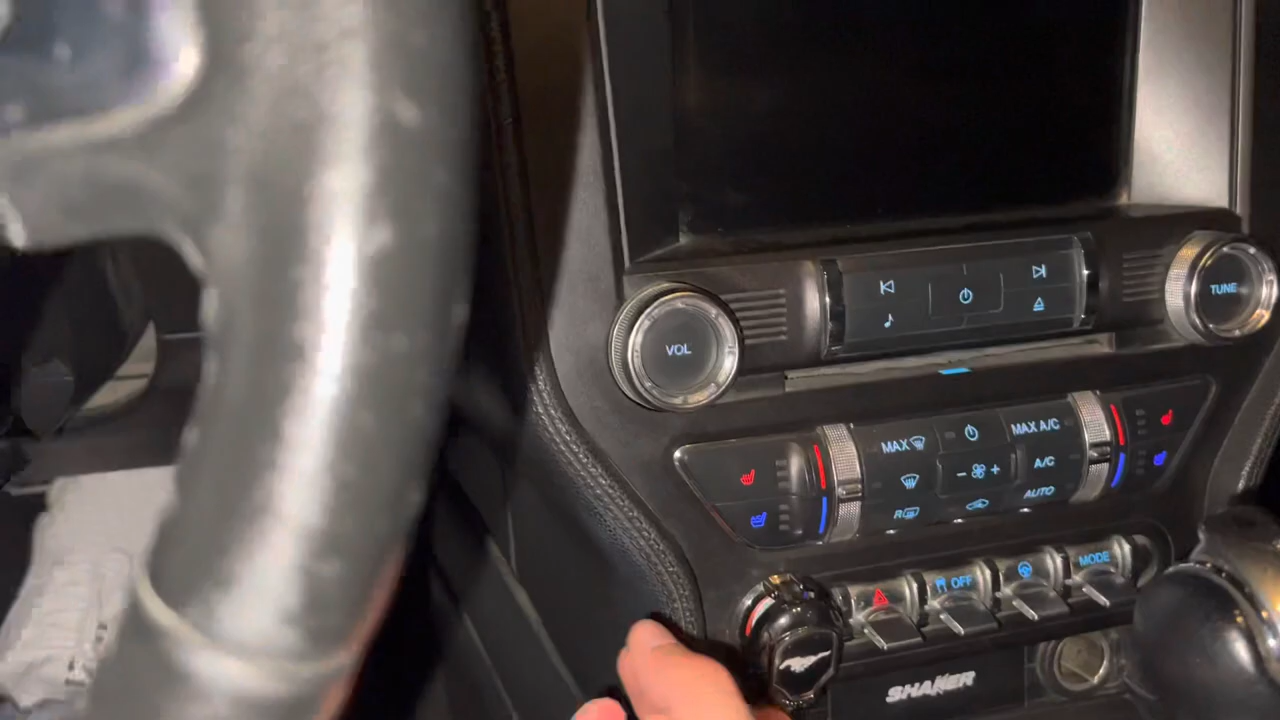 VOL
TUNE
MAX
MAX A/C
A/C
R
AUTO
OFF
MODE
SHAKER